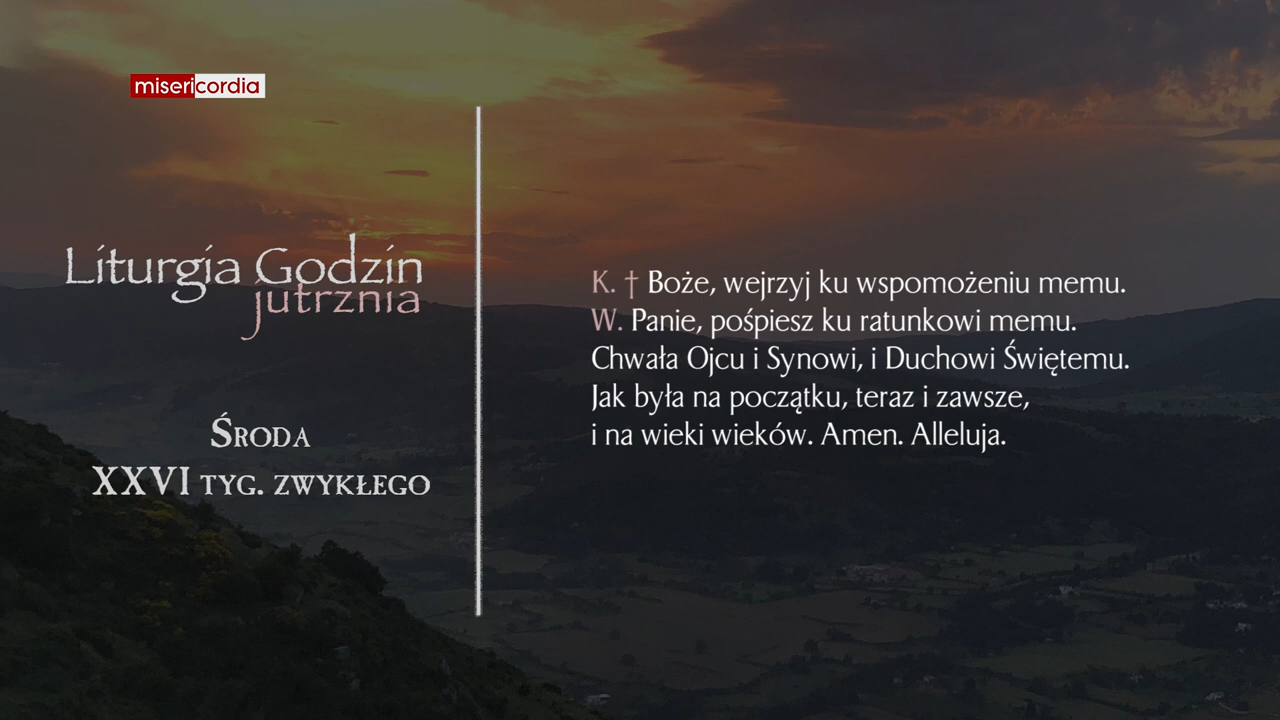 misericordia
Liturgia Godzin
jutrznia
Środa
XXVI tyg. zwykłego
K. † Boże, wejrzyj ku wspomożeniu memu.
W. Panie, pośpiesz ku ratunkowi memu.
Chwała Ojcu i Synowi, i Duchowi Świętemu.
Jak była na początku, teraz i zawsze,
i na wieki wieków. Amen. Alleluja.